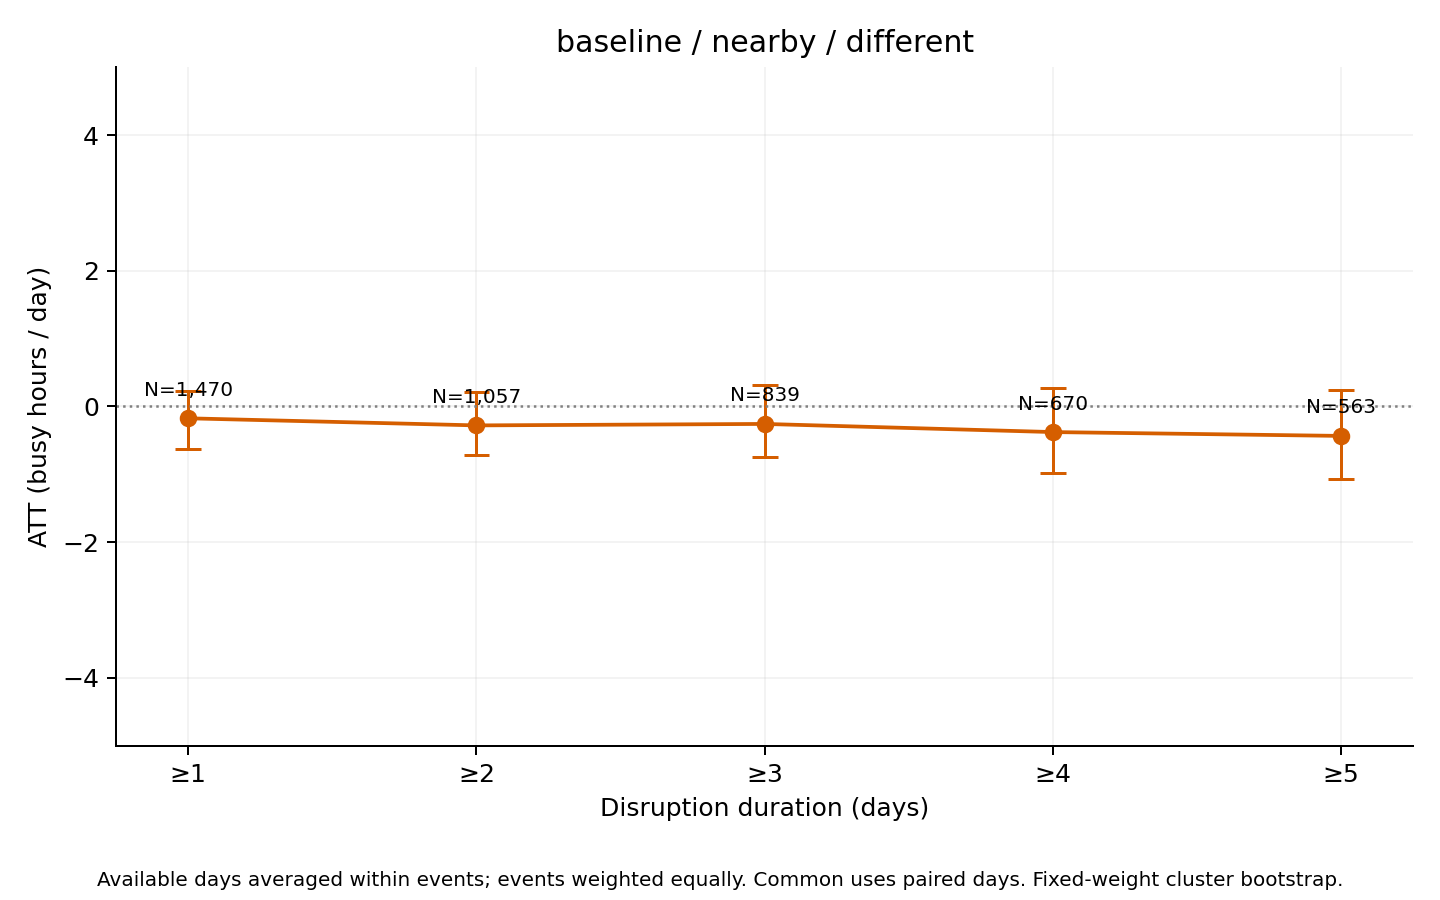 baseline / nearby / different
ATT (busy hours / day)
4
2
0
−2
−4
N=1,470
N=1,057
N=839
N=670
N=563
≥1
≥2
≥3
≥4
≥5
Disruption duration (days)
Available days averaged within events; events weighted equally. Common uses paired days. Fixed-weight cluster bootstrap.